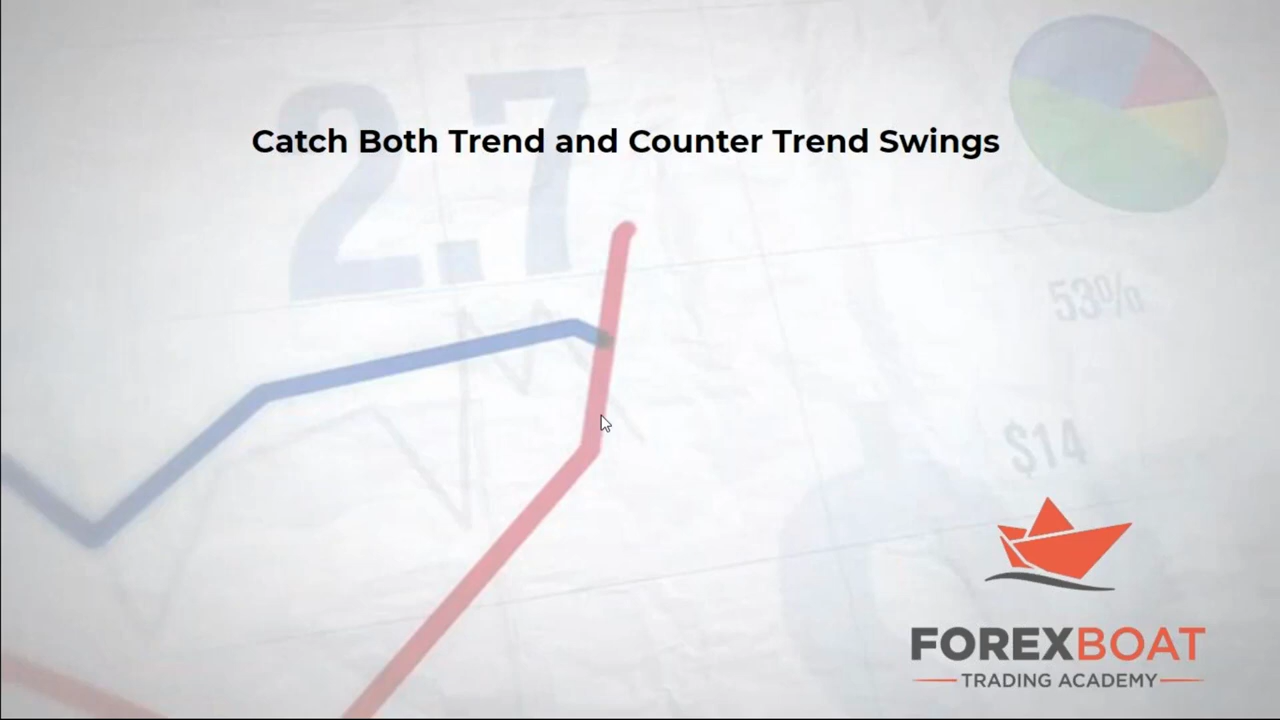 2.7
Catch Both Trend and Counter Trend Swings
53%
$14
FOREXBOAT
TRADING ACADEMY